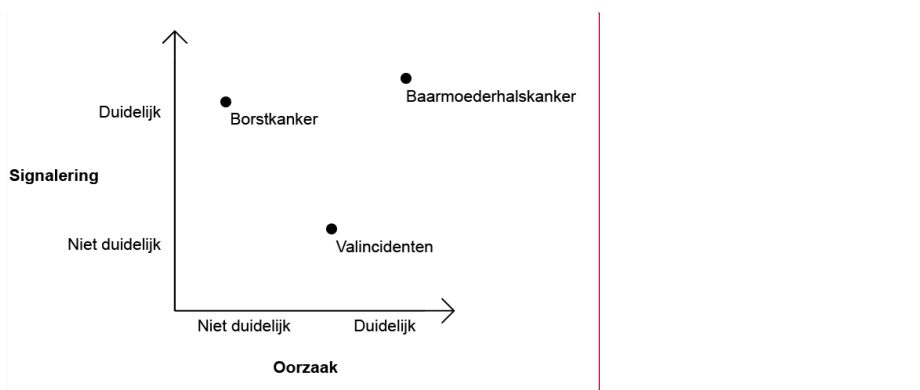 Baarmoederhalskanker
Duidelijk
Borstkanker
Signalering
Niet duidelijk
Valincidenten
Niet duidelijk
Duidelijk
Oorzaak